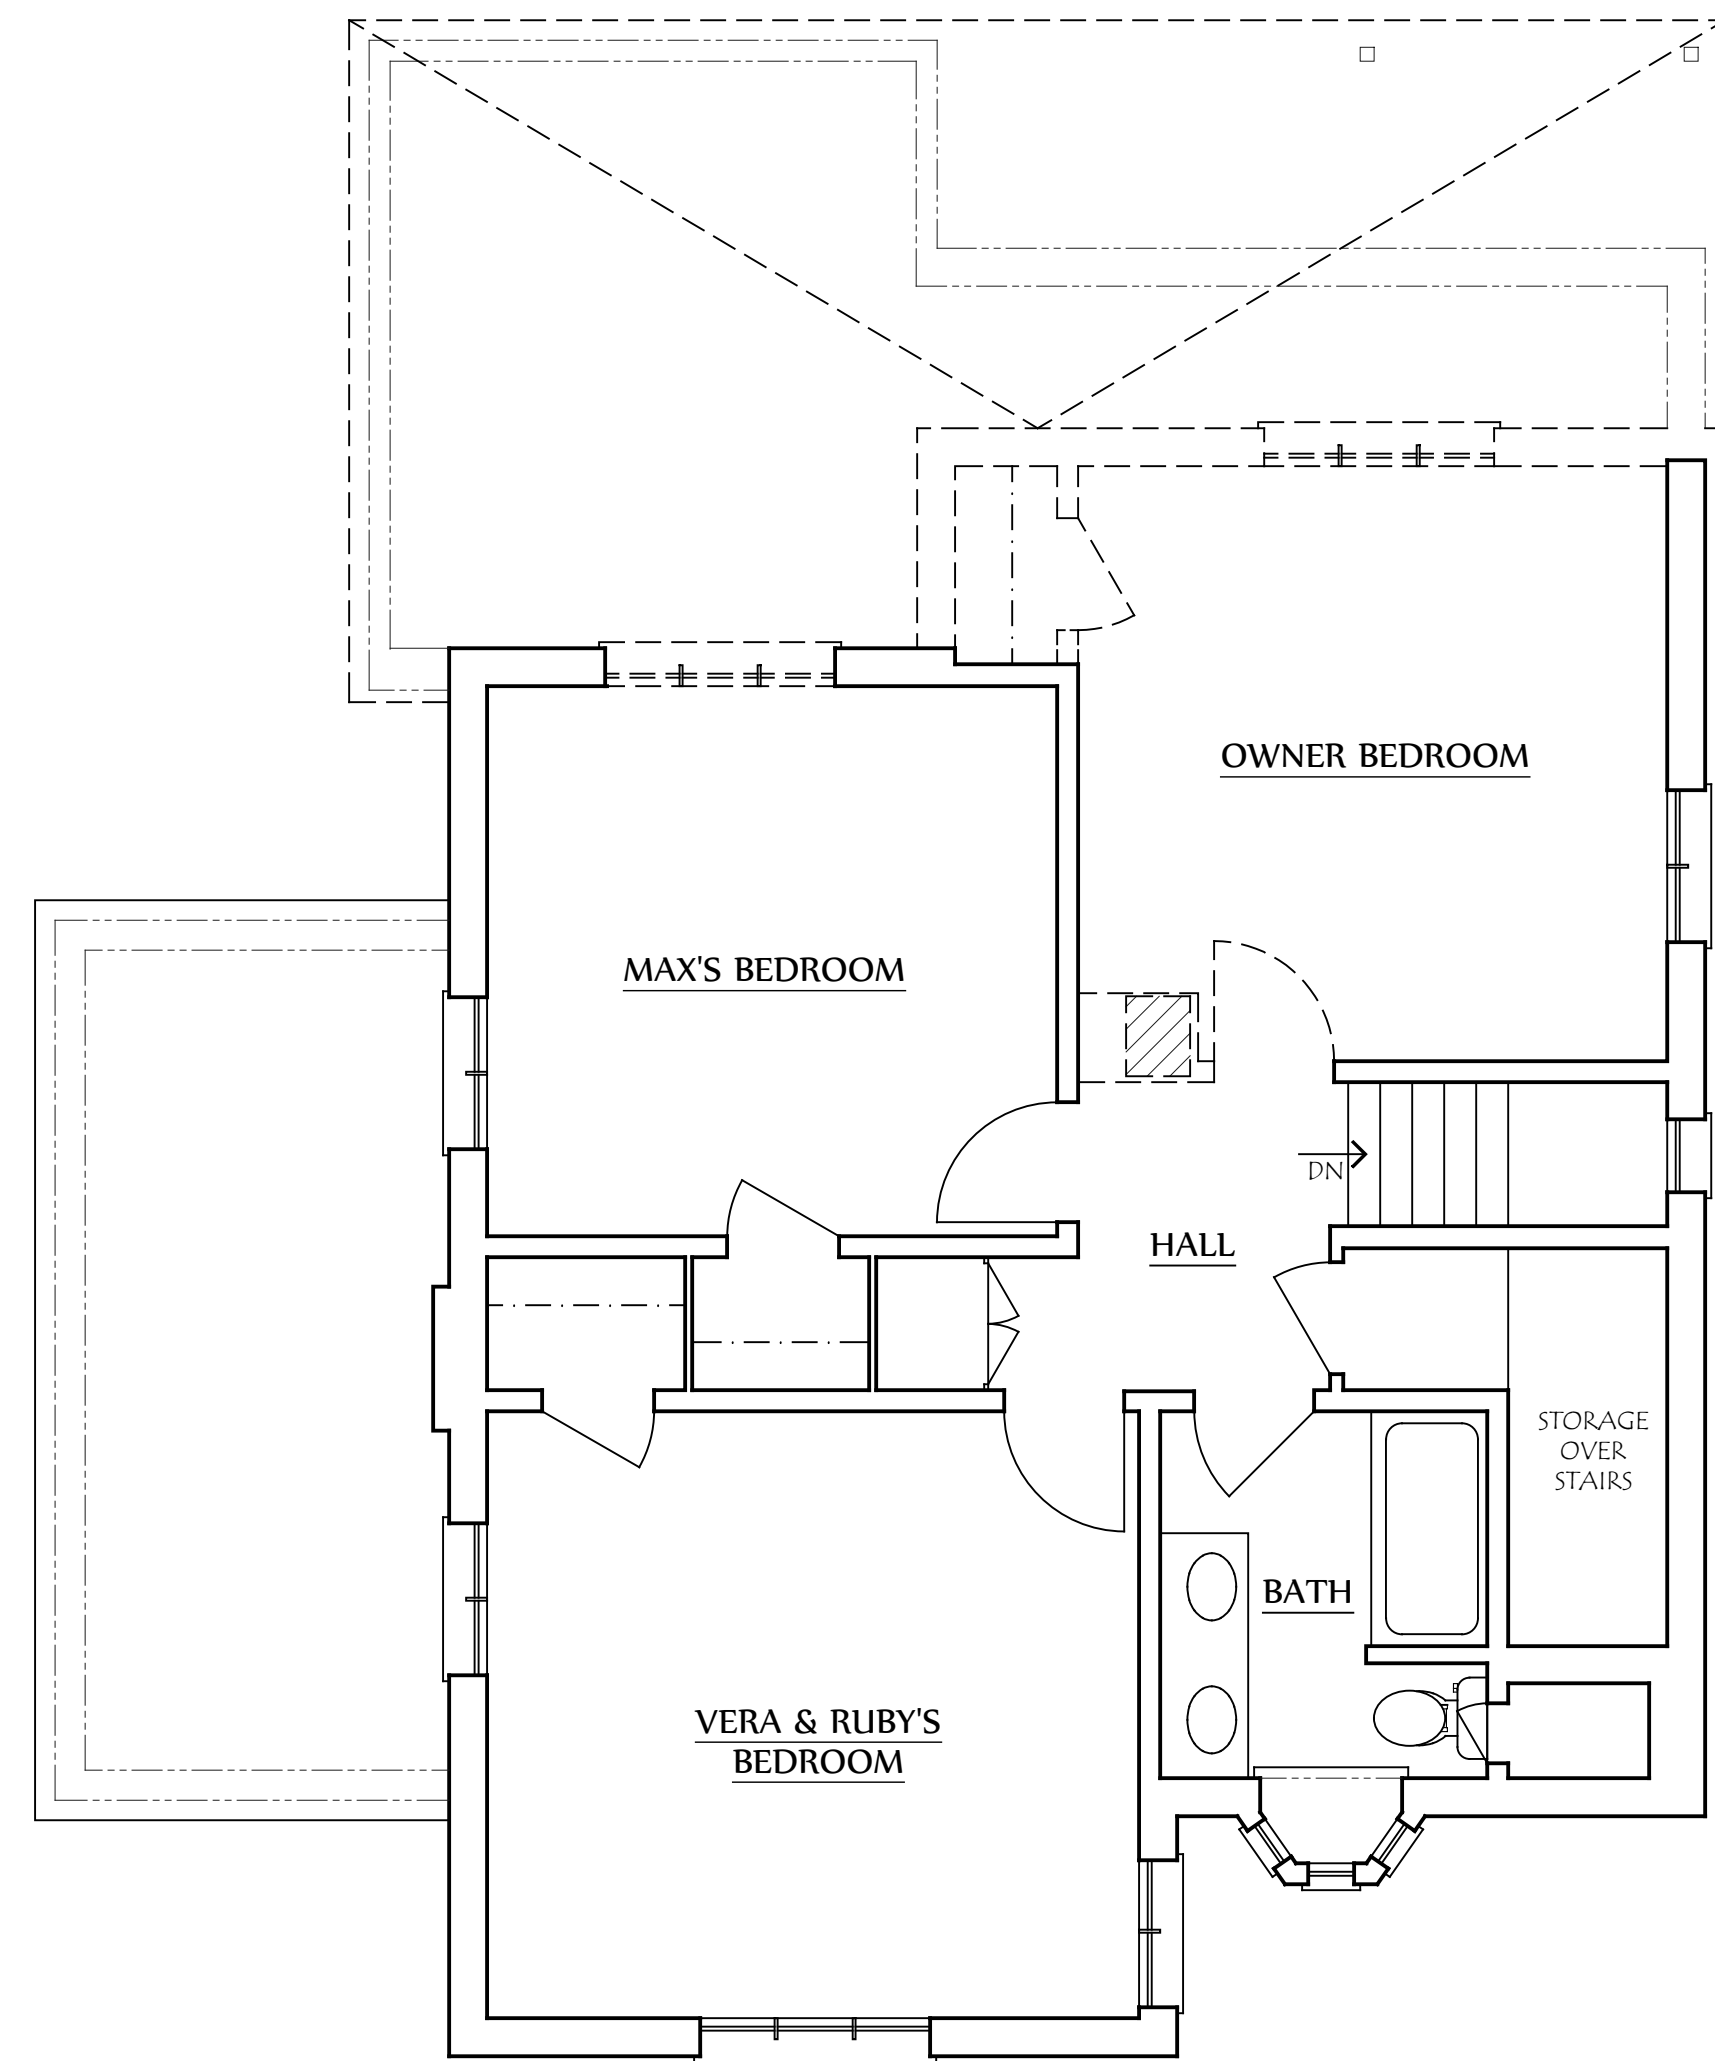 OWNER BEDROOM
MAX'S BEDROOM
DN
HALL
STORAGE
OVER
STAIRS
BATH
VERA & RUBY'S
BEDROOM